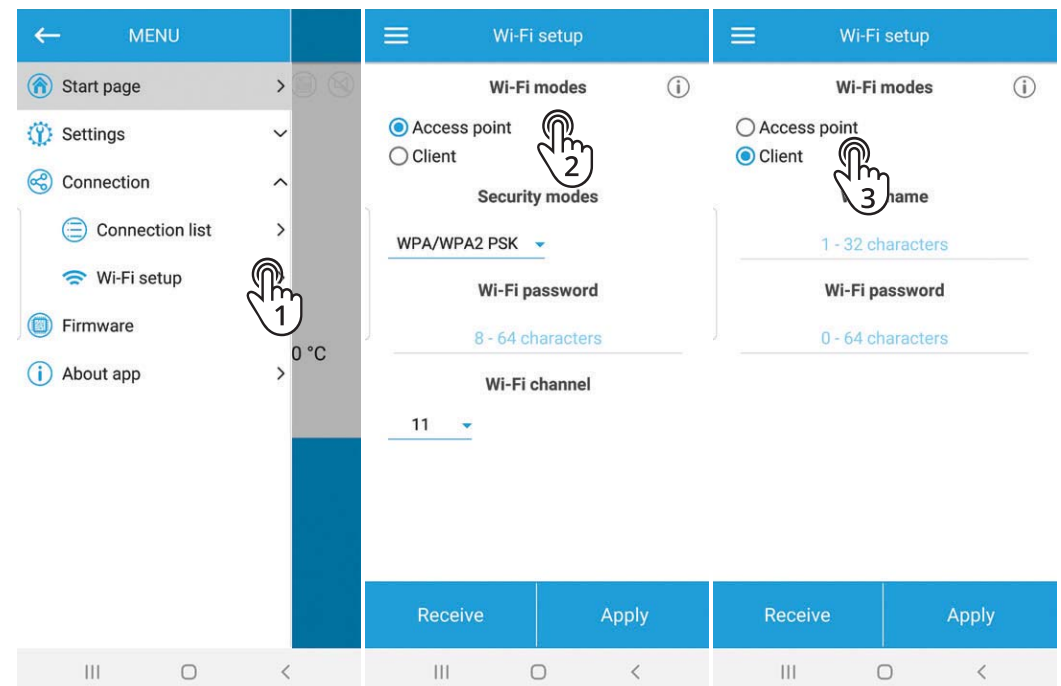 MENU
Start page
Settings
Connection
Connection list
Wi-Fi setup
1
Firmware
0 °C
About app
Wi-Fi setup
Wi-Fi modes
Access point
Client
2
Security modes
WPA/WPA2 PSK
Wi-Fi password
8 - 64 characters
Wi-Fi channel
11
Receive Apply
Wi-Fi setup
Wi-Fi modes
Access point
Client
3
name
1 - 32 characters
Wi-Fi password
0 - 64 characters
Receive Apply